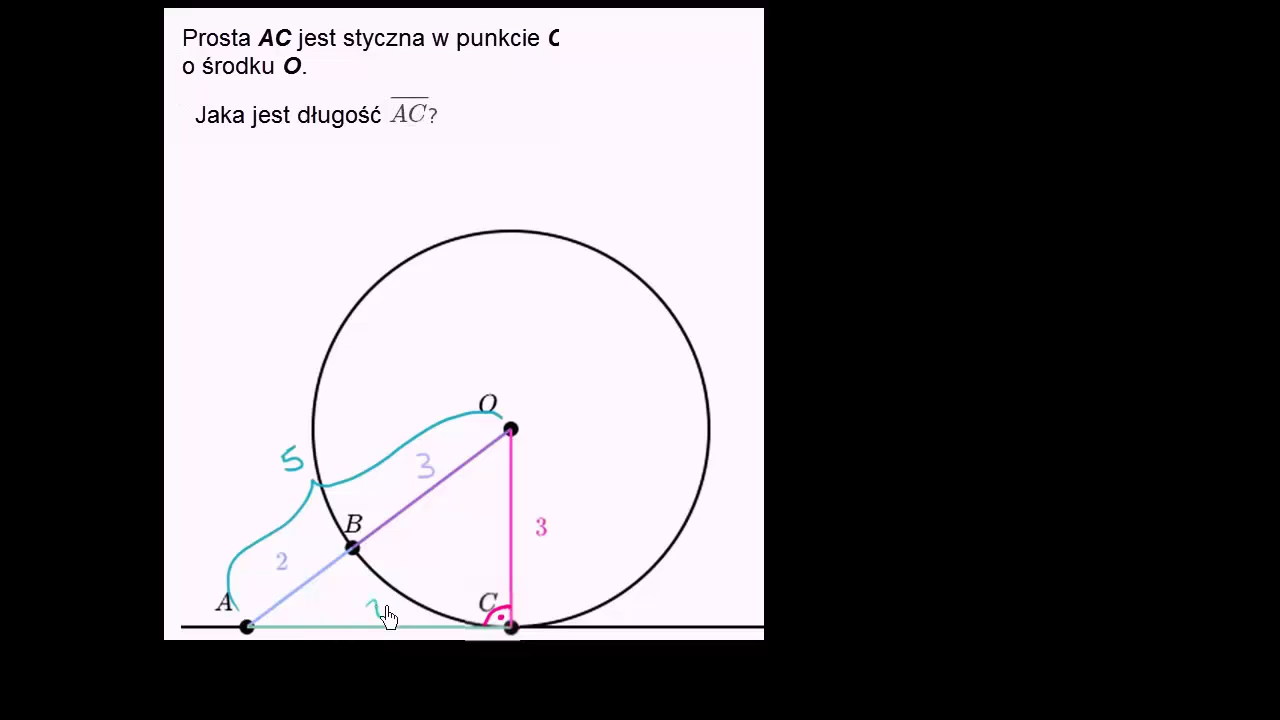 Prosta AC jest styczna w punkcie C
o środku O.
Jaka jest długość AC?
O
5
3
B
3
2
A
C